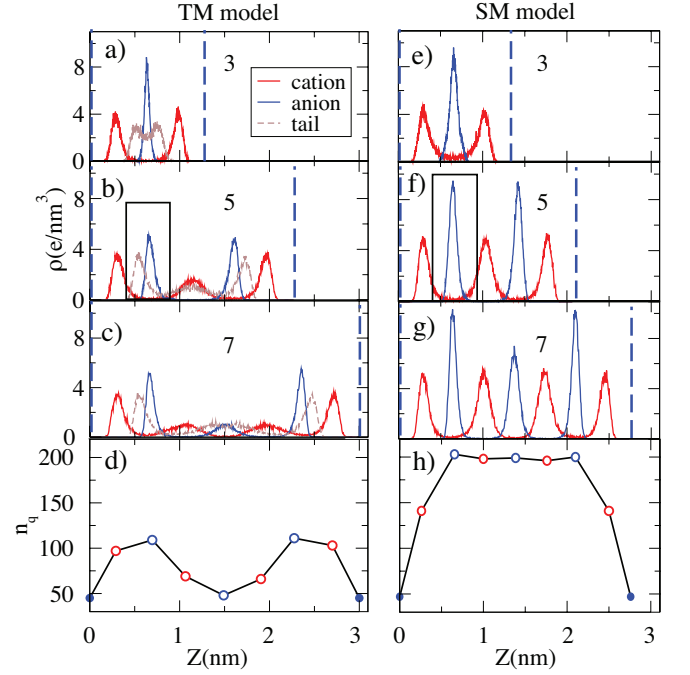 TM model
SM model
a)
3
cation
anion
tail
8
4
0
e)
3
b)
5
8
4
0
f)
5
ρ(e/nm³)
c)
7
8
4
0
g)
7
d)
200
150
100
50
n_q
h)
0 1 2 3
Z(nm)
0 1 2 3
Z(nm)